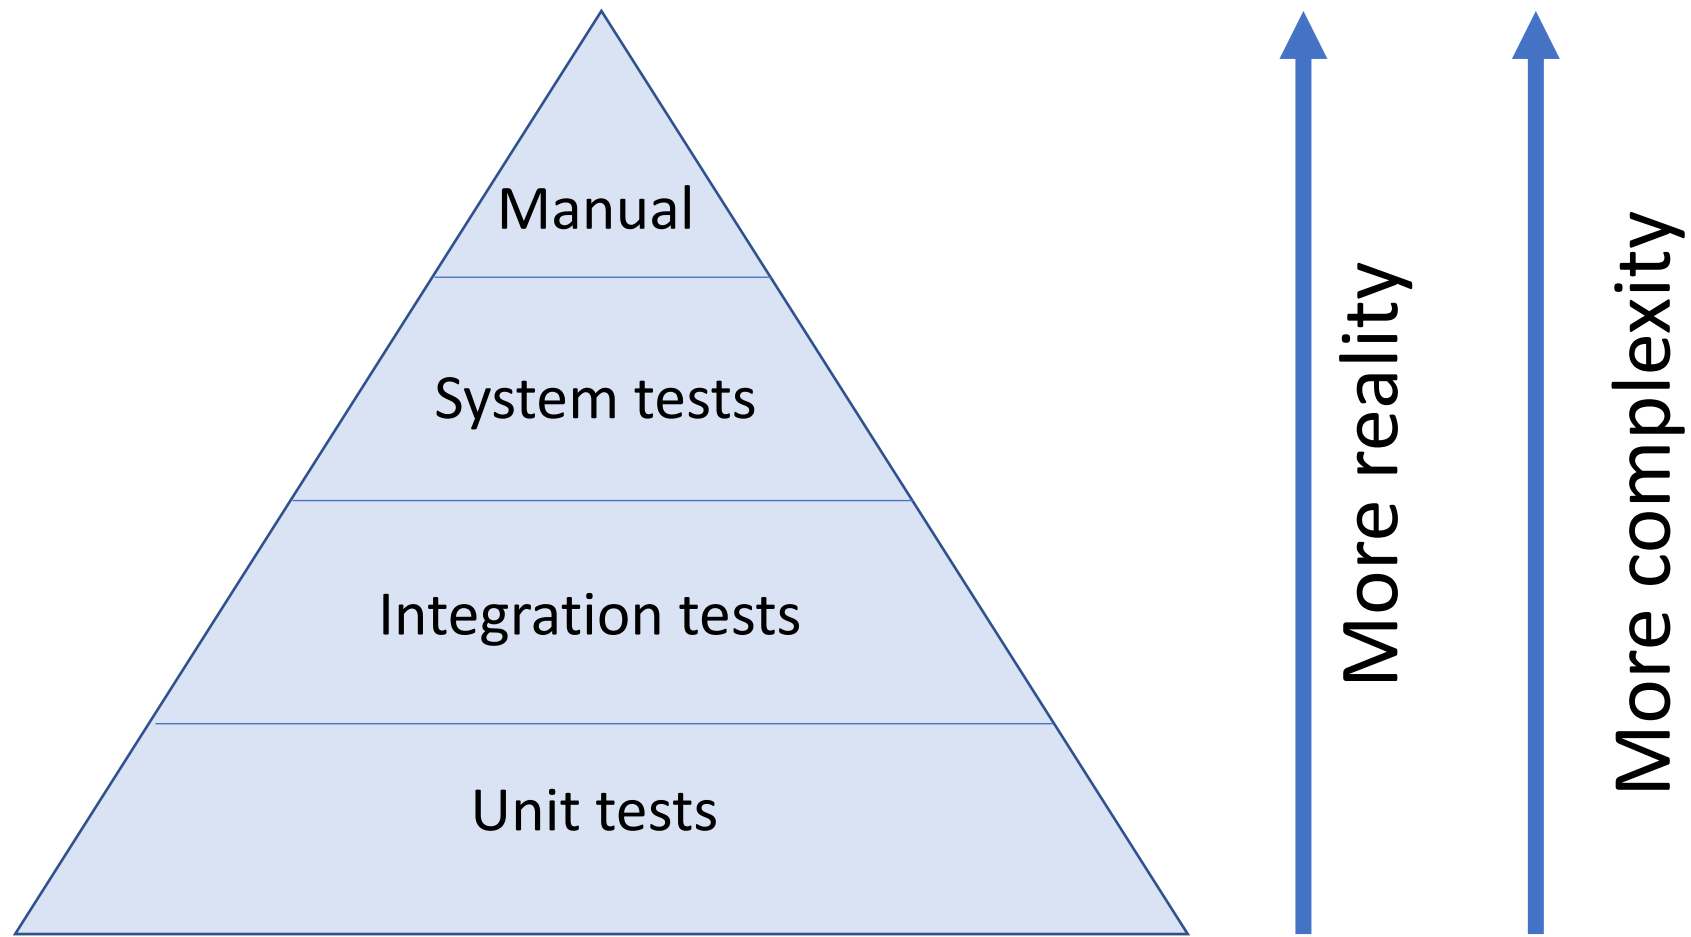 Manual
System tests
Integration tests
Unit tests
More reality
More complexity